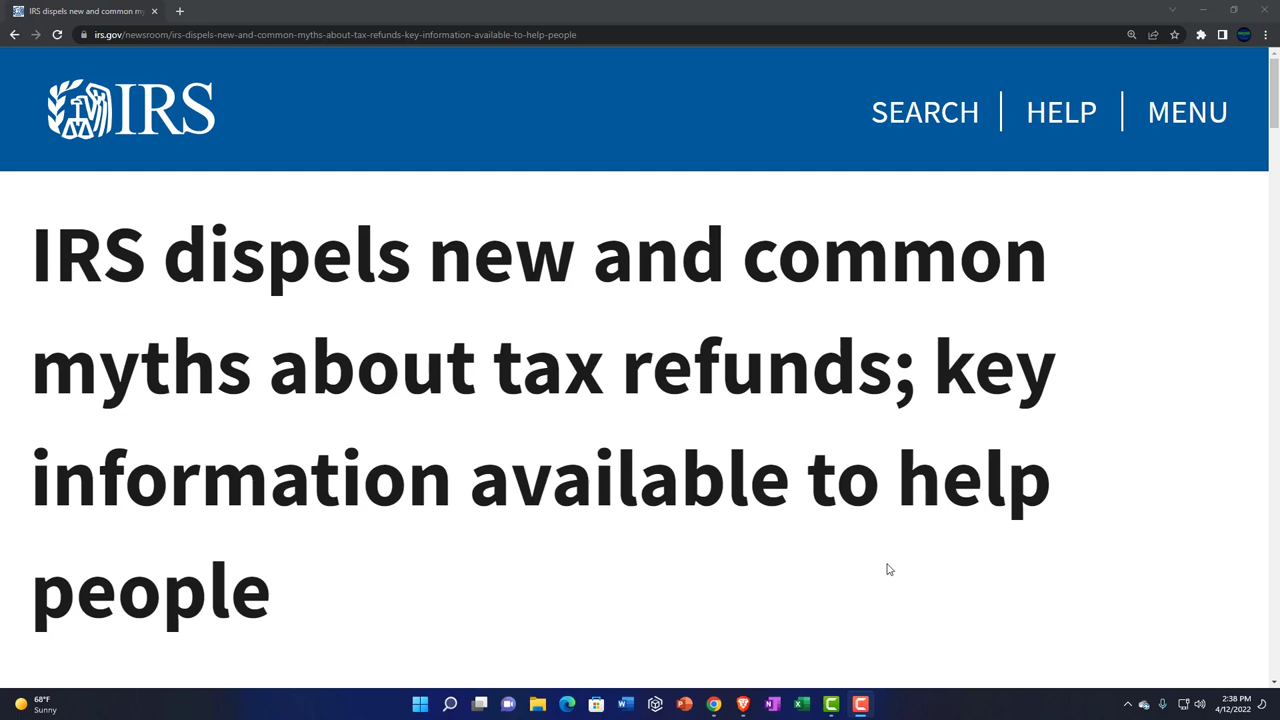 IRS dispels new and common my
irs.gov/newsroom/irs-dispels-new-and-common-myths-about-tax-refunds-key-information-available-to-help-people
IRS
SEARCH
HELP
MENU
IRS dispels new and common
myths about tax refunds; key
information available to help
people
68°F
Sunny
2:38 PM
4/12/2022